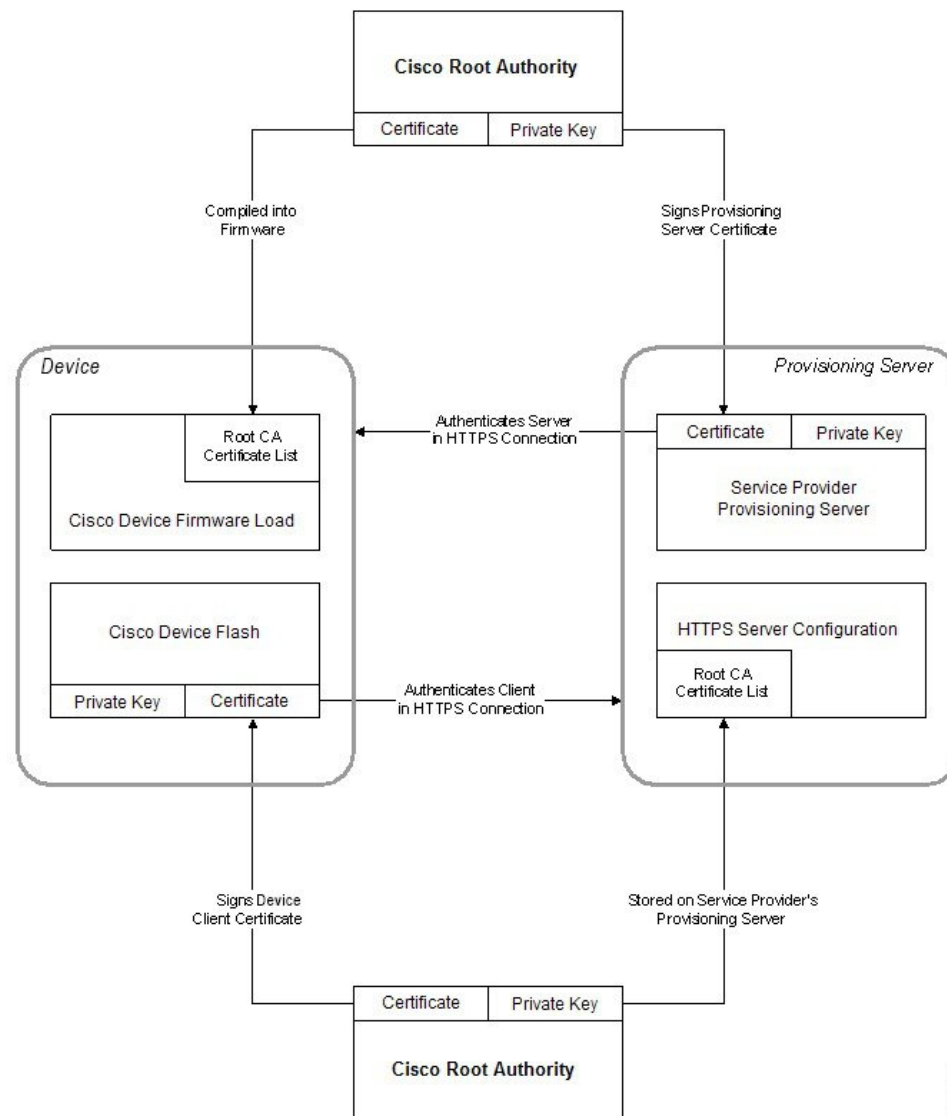 Cisco Root Authority
Certificate
Private Key
Compiled into
Firmware
Signs Provisioning
Server Certificate
Device
Provisioning Server
Root CA
Certificate List
Cisco Device Firmware Load
Authenticates Server
in HTTPS Connection
Certificate
Private Key
Service Provider
Provisioning Server
Cisco Device Flash
Private Key
Certificate
Authenticates Client
in HTTPS Connection
HTTPS Server Configuration
Root CA
Certificate List
Signs Device
Client Certificate
Stored on Service Provider's
Provisioning Server
Certificate
Private Key
Cisco Root Authority